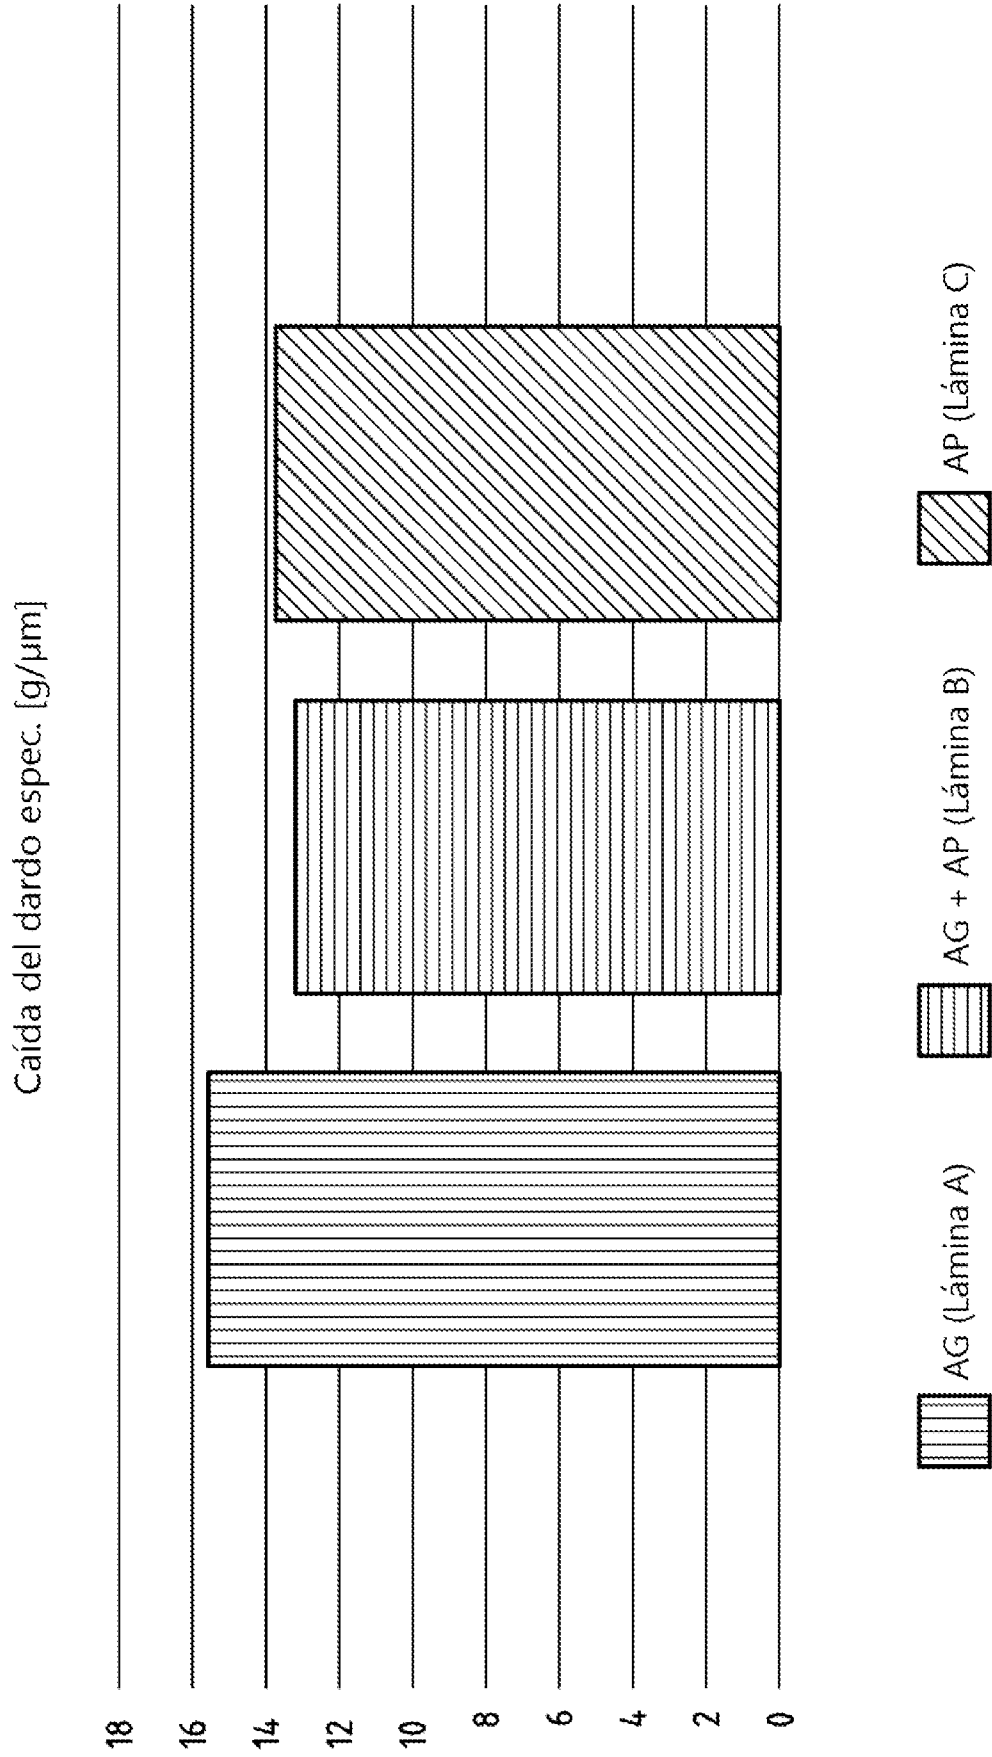 Caída del dardo espec. [g/µm]
18
16
14
12
10
8
6
4
2
0
AG (Lámina A)
AG + AP (Lámina B)
AP (Lámina C)